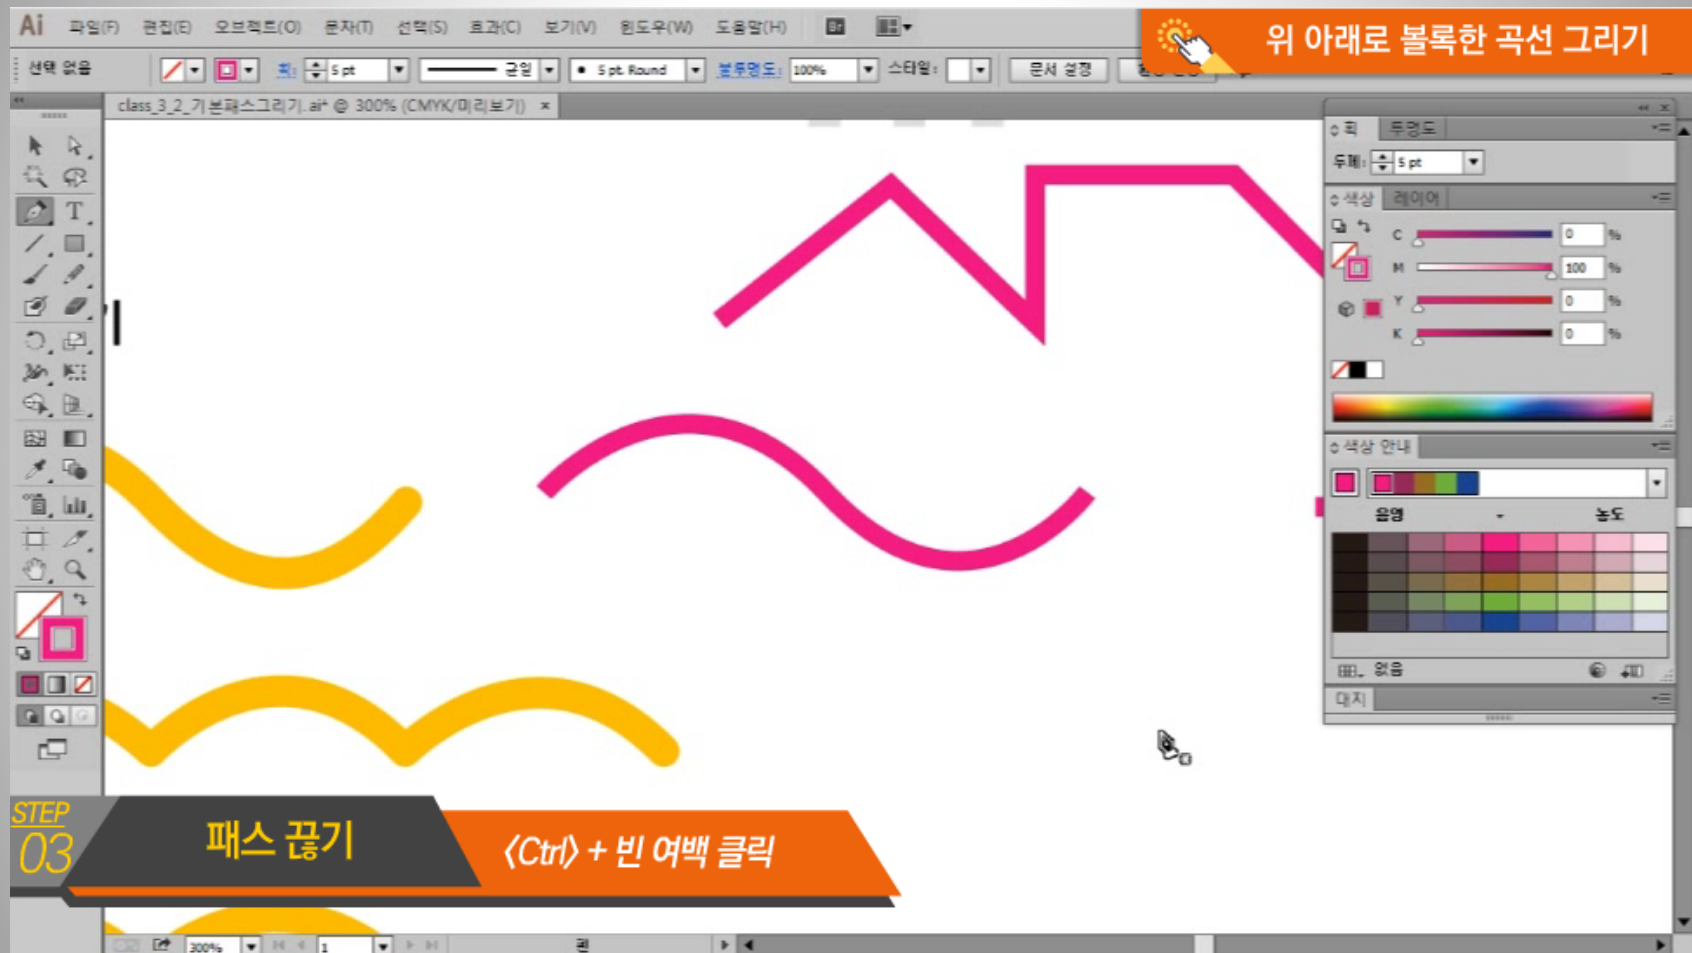 Ai 파일(F) 편집(E) 오브젝트(O) 문자(T) 선택(S) 효과(C) 보기(V) 윈도우(W) 도움말(H) Br
위 아래로 볼록한 곡선 그리기
선택 없음 획: 5 pt 균일 5 pt. Round 불투명도: 100% 스타일: 문서 설정
class_3_2_기본패스그리기.ai* @ 300% (CMYK/미리보기) ×
획 투명도
두께: 5 pt
색상 레이어
C 0 %
M 100 %
Y 0 %
K 0 %
색상 안내
음영 농도
없음
대지
T
STEP
03
패스 끊기
<Ctrl> + 빈 여백 클릭
300% 1 펜